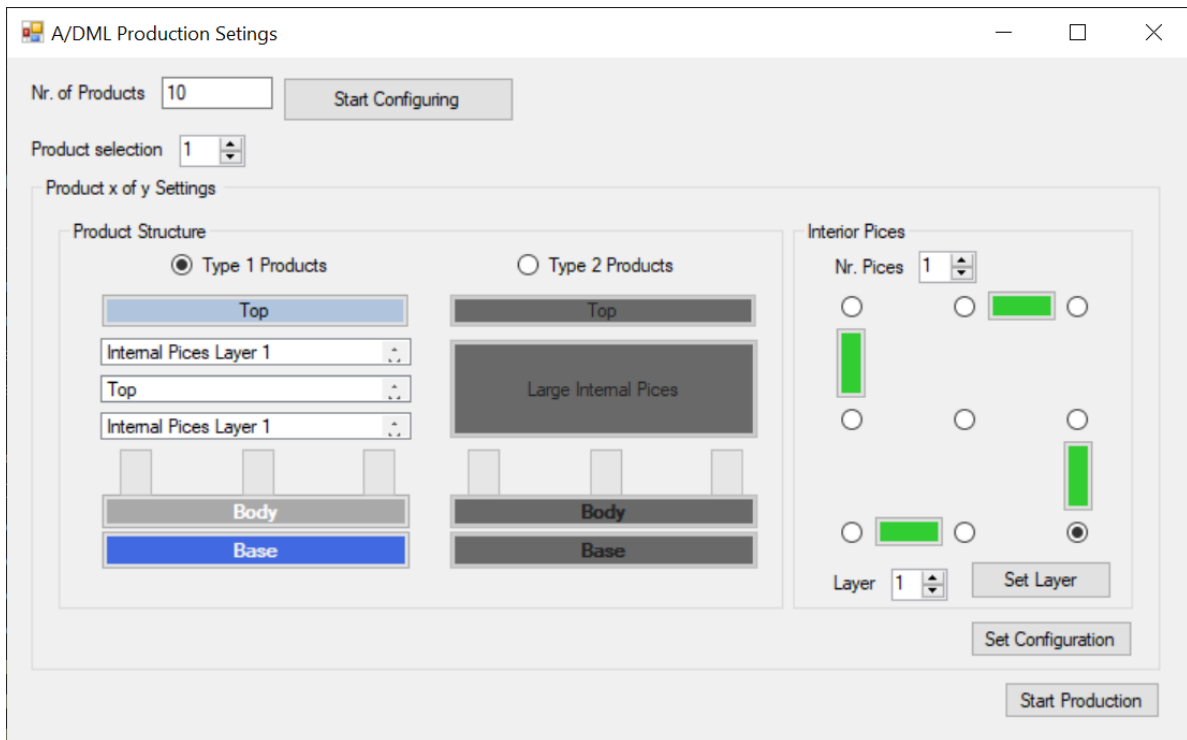 A/DML Production Setings
Nr. of Products 10 Start Configuring
Product selection 1
Product x of y Settings
Product Structure
Type 1 Products Type 2 Products
Top Top
Internal Pices Layer 1
Top
Internal Pices Layer 1
Large Internal Pices
Body Body
Base Base
Interior Pices
Nr. Pices 1
Layer 1 Set Layer
Set Configuration
Start Production